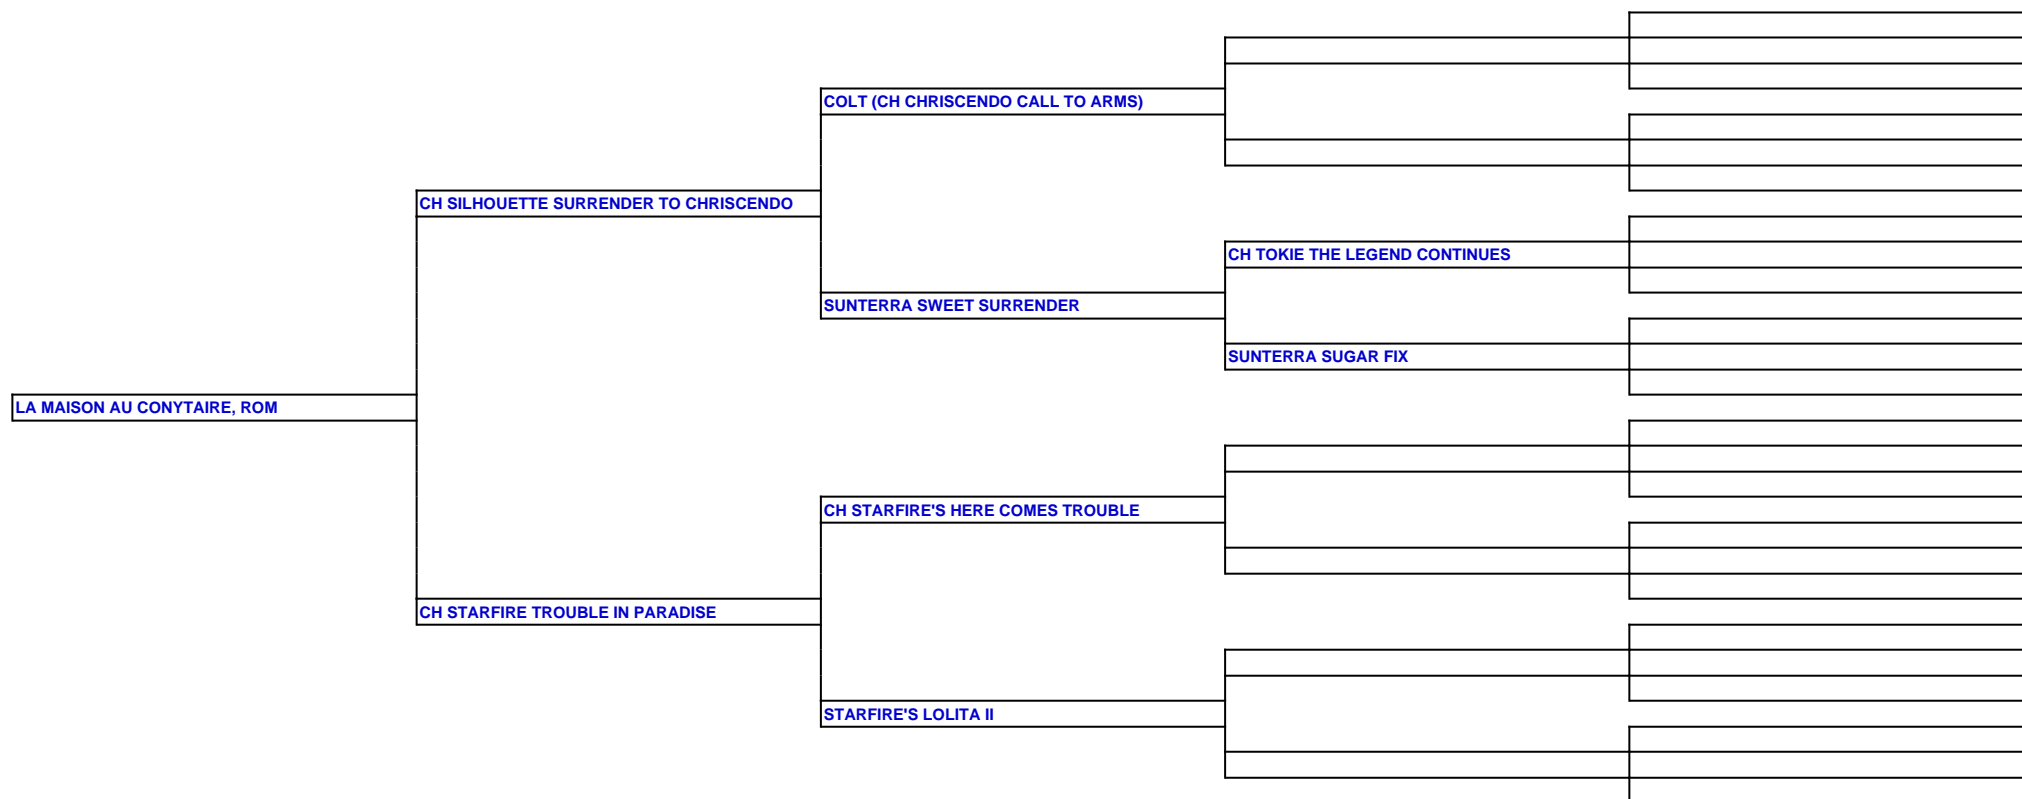 COLT (CH CHRISCENDO CALL TO ARMS)
CH SILHOUETTE SURRENDER TO CHRISCENDO
CH TOKIE THE LEGEND CONTINUES
SUNTERRA SWEET SURRENDER
SUNTERRA SUGAR FIX
LA MAISON AU CONYTAIRE, ROM
CH STARFIRE'S HERE COMES TROUBLE
CH STARFIRE TROUBLE IN PARADISE
STARFIRE'S LOLITA II